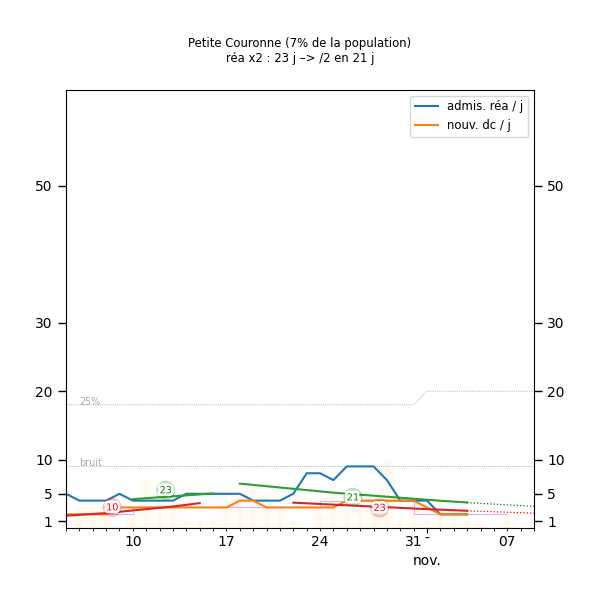 Petite Couronne (7% de la population)
réa x2 : 23 j –> /2 en 21 j
admis. réa / j
nouv. dc / j
50 50
30 30
20 20
25%
10 10
bruit
5 5
23
21
10
23
1 1
10 17 24 31 07
nov.